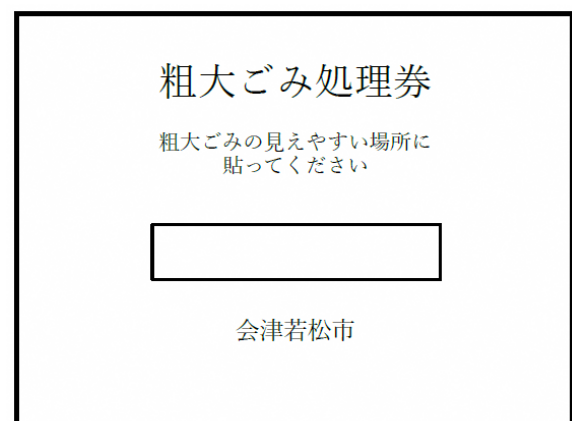 粗大ごみ処理券
粗大ごみの見えやすい場所に
貼ってください
会津若松市